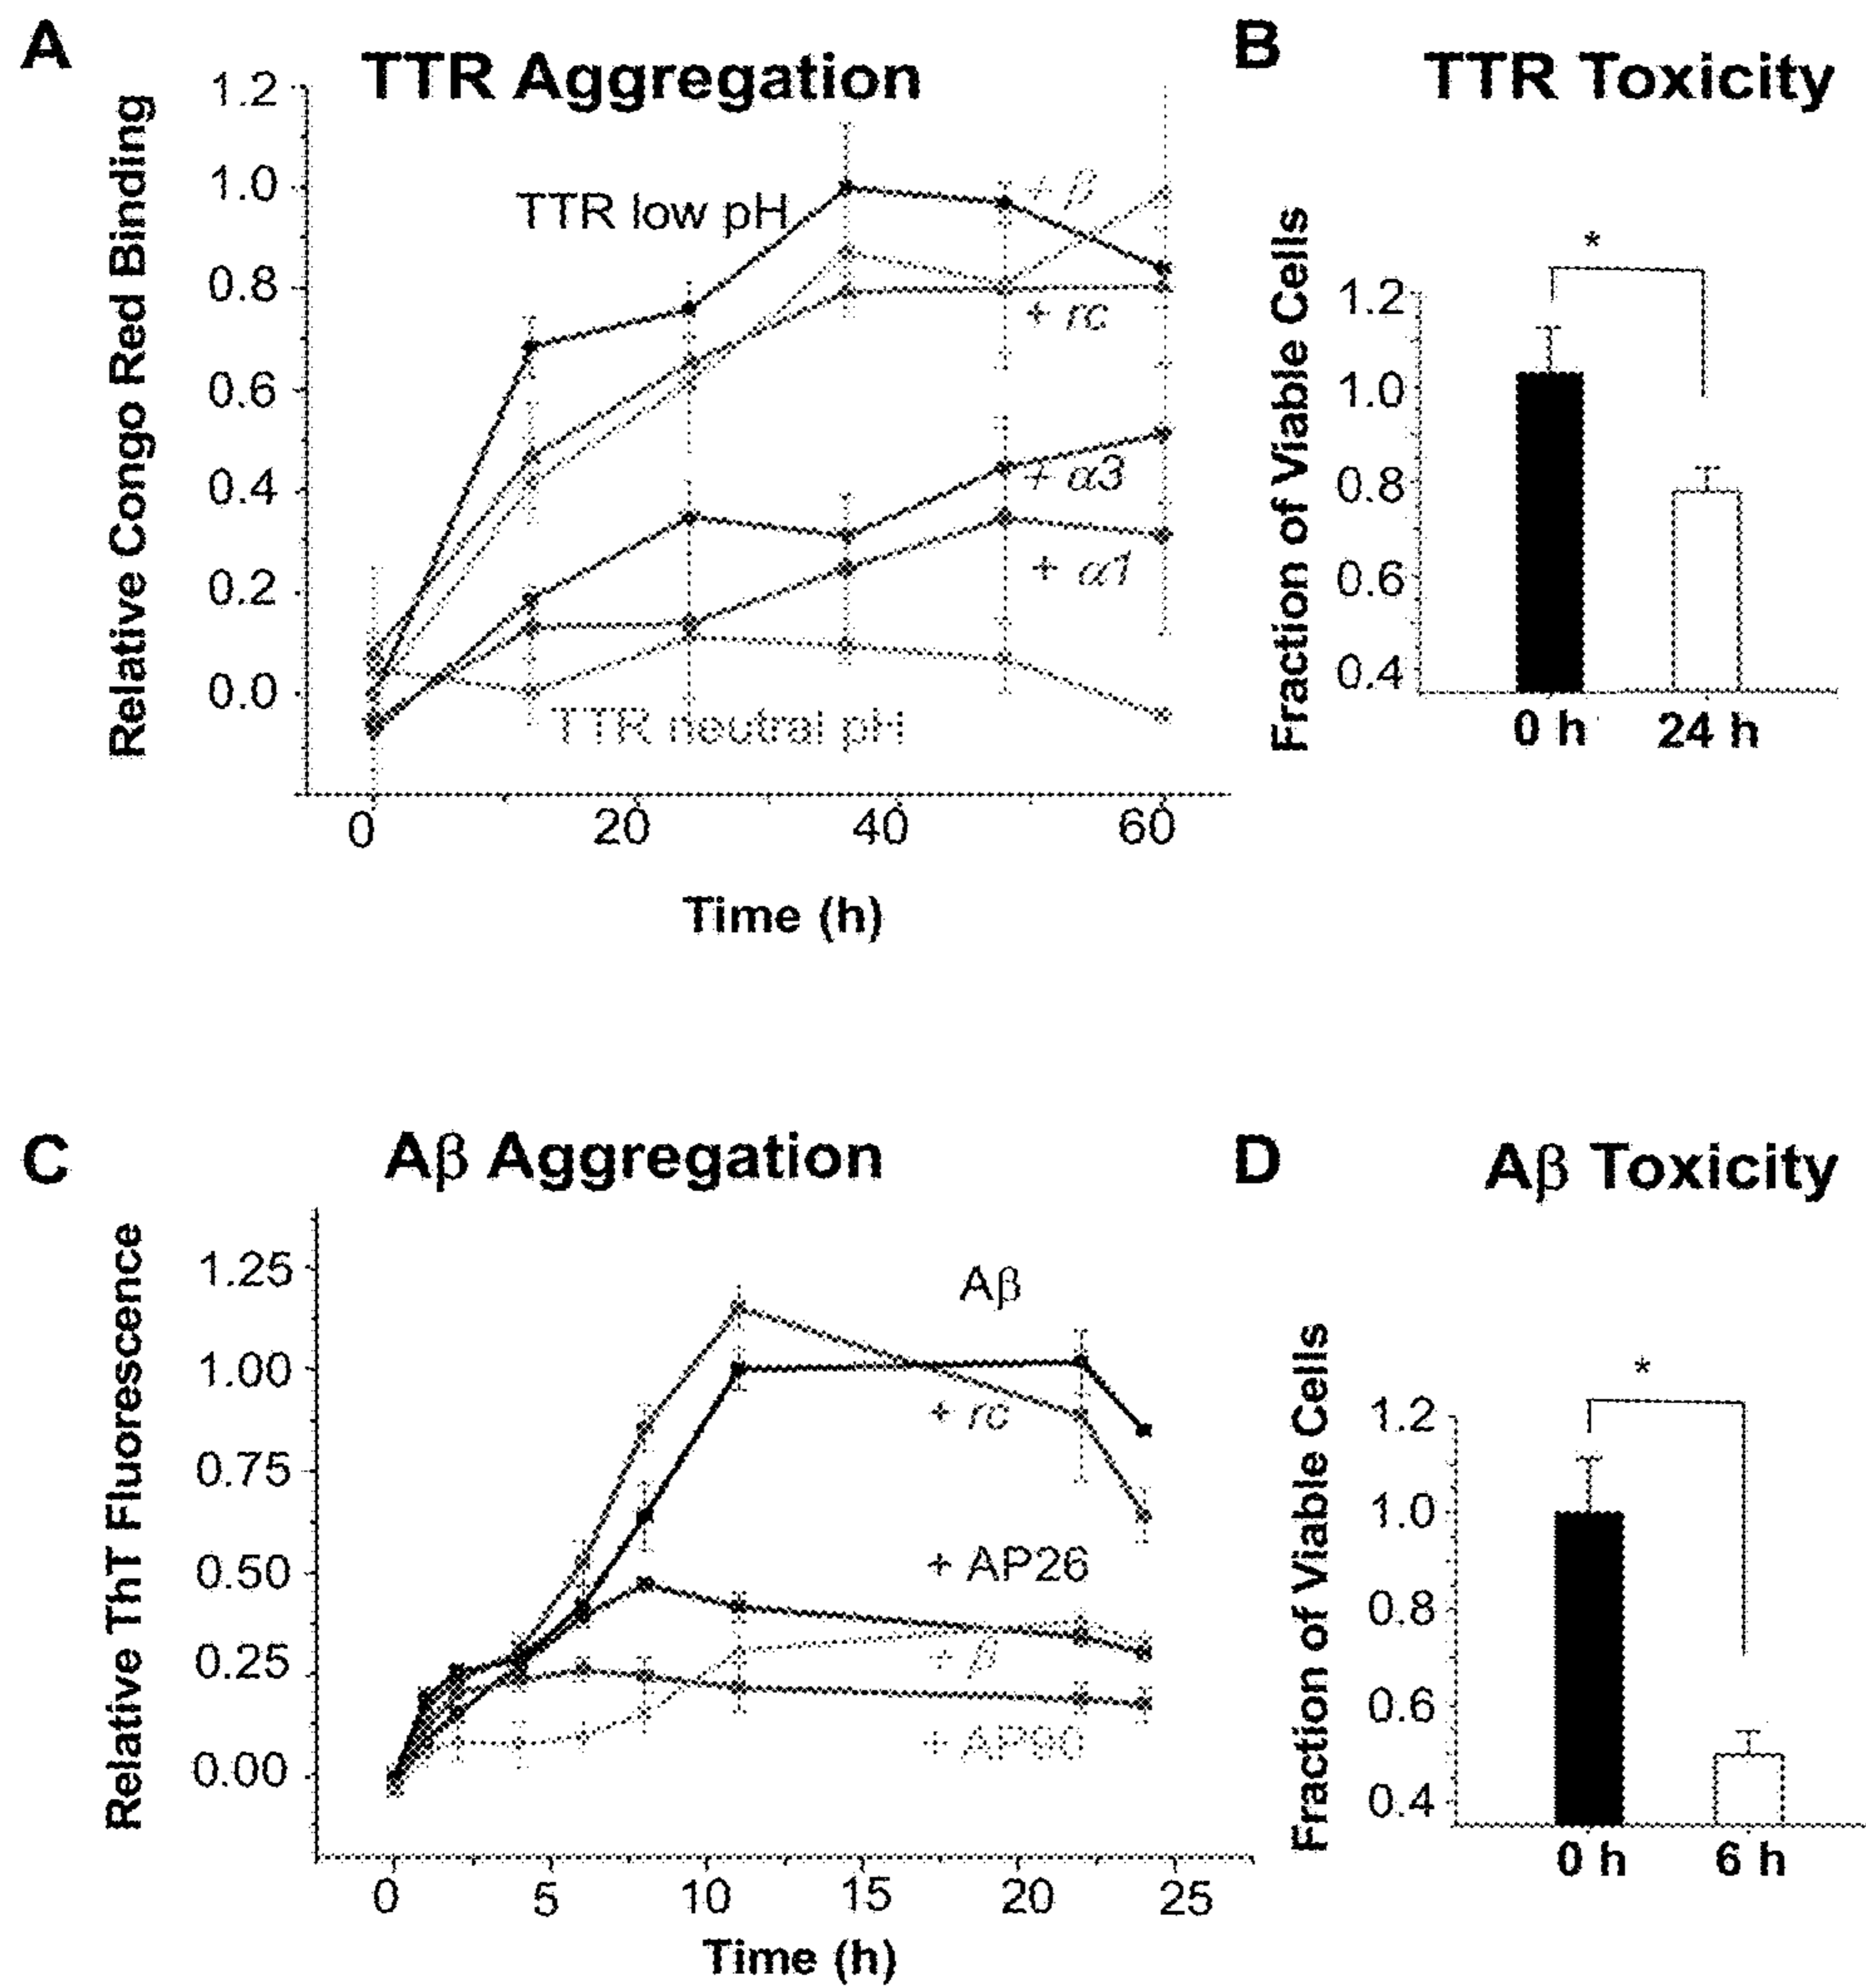 A
TTR Aggregation
Relative Congo Red Binding
1.2
1.0
0.8
0.6
0.4
0.2
0.0
TTR low pH
+ β
+ rc
+ α3
+ α1
TTR neutral pH
0 20 40 60
Time (h)
B
TTR Toxicity
Fraction of Viable Cells
*
1.2
1.0
0.8
0.6
0.4
0 h 24 h
C
Aβ Aggregation
Relative ThT Fluorescence
1.25
1.00
0.75
0.50
0.25
0.00
Aβ
+ rc
+ AP26
+ β
+ AP90
0 5 10 15 20 25
Time (h)
D
Aβ Toxicity
Fraction of Viable Cells
*
1.2
1.0
0.8
0.6
0.4
0 h 6 h